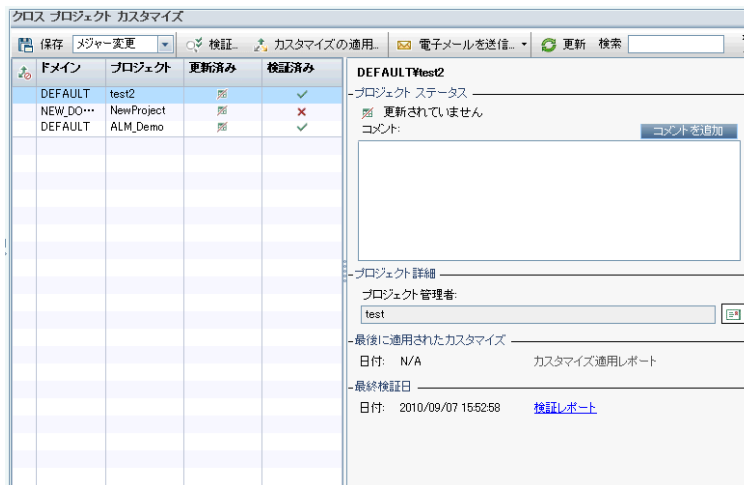 クロス プロジェクト カスタマイズ
保存 メジャー変更 検証... カスタマイズの適用... 電子メールを送信... 更新 検索
ドメイン プロジェクト 更新済み 検証済み
DEFAULT test2
NEW_DO… NewProject
DEFAULT ALM_Demo
DEFAULT¥test2
プロジェクト ステータス
更新されていません
コメント: コメントを追加
プロジェクト詳細
プロジェクト管理者:
test
最後に適用されたカスタマイズ
日付: N/A カスタマイズ適用レポート
最終検証日
日付: 2010/09/07 15:52:58 検証レポート